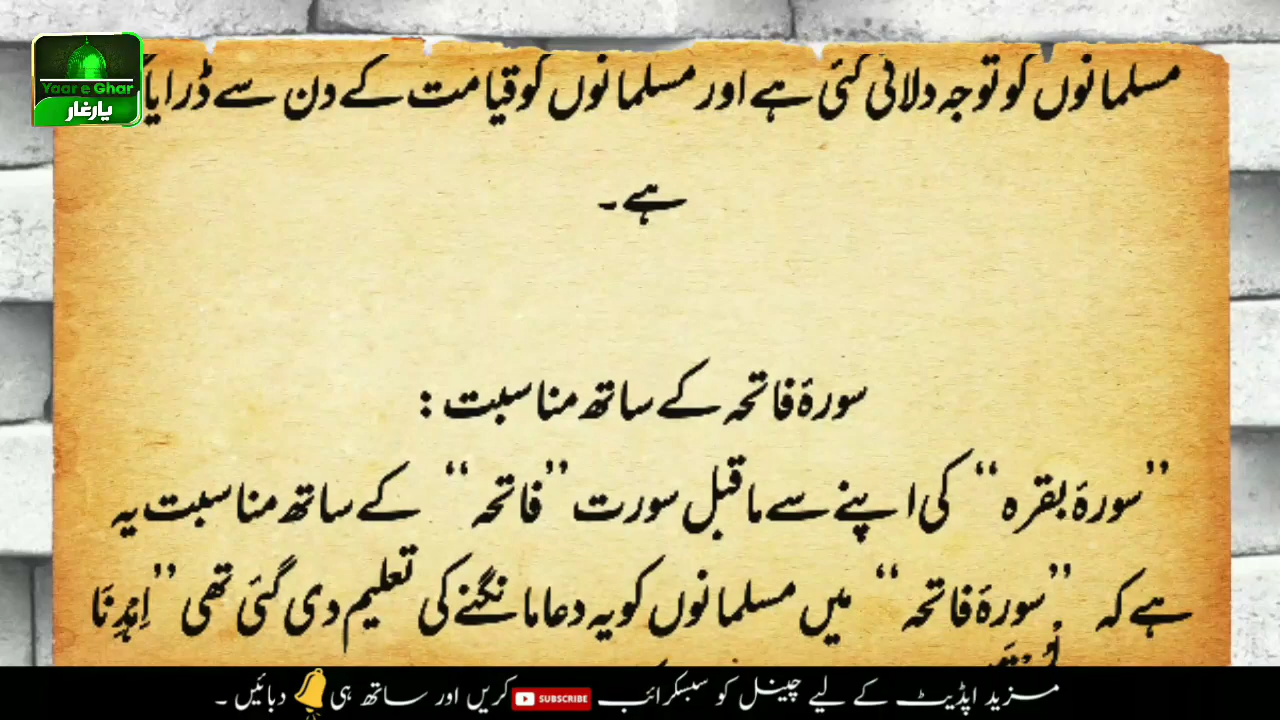 Yaar e Ghar
یارِغار
مسلمانوں کو توجہ دلائی گئی ہے اور مسلمانوں کو قیامت کے دن سے ڈرایا
ہے۔
سورۂ فاتحہ کے ساتھ مناسبت :
’’سورۂ بقرہ‘‘ کی اپنے سے ماقبل سورت ’’فاتحہ‘‘ کے ساتھ مناسبت یہ
ہے کہ ’’سورۂ فاتحہ‘‘ میں مسلمانوں کو یہ دعا مانگنے کی تعلیم دی گئی تھی ’’اِہْدِنَا
مزید اپڈیٹ کے لیے چینل کو سبسکرائب SUBSCRIBE کریں اور ساتھ ہی 🔔 دبائیں ۔